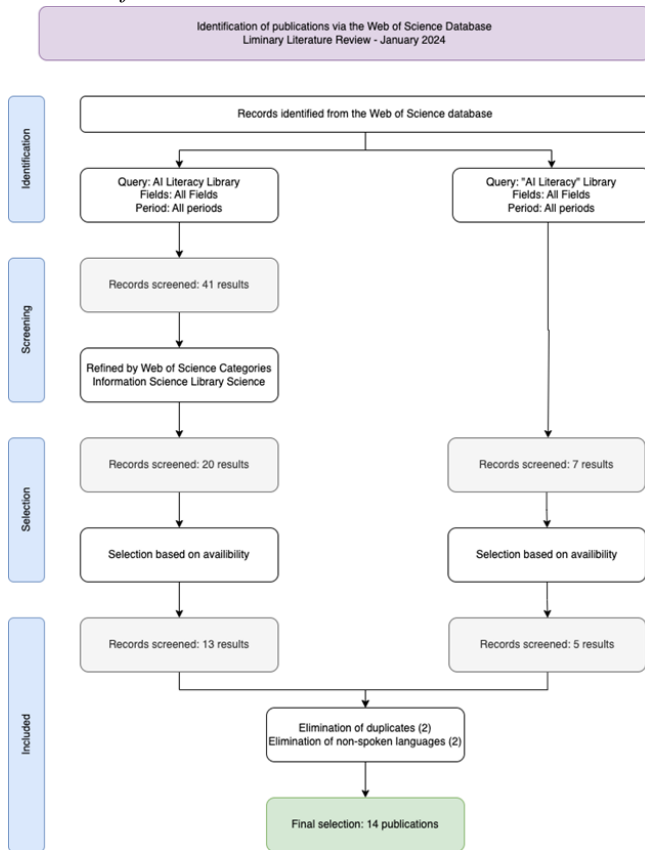 Identification of publications via the Web of Science Database
Liminary Literature Review - January 2024
Identification
Records identified from the Web of Science database
Query: AI Literacy Library
Fields: All Fields
Period: All periods
Query: "AI Literacy" Library
Fields: All Fields
Period: All periods
Screening
Records screened: 41 results
Refined by Web of Science Categories
Information Science Library Science
Selection
Records screened: 20 results
Records screened: 7 results
Selection based on availibility
Selection based on availibility
Included
Records screened: 13 results
Records screened: 5 results
Elimination of duplicates (2)
Elimination of non-spoken languages (2)
Final selection: 14 publications